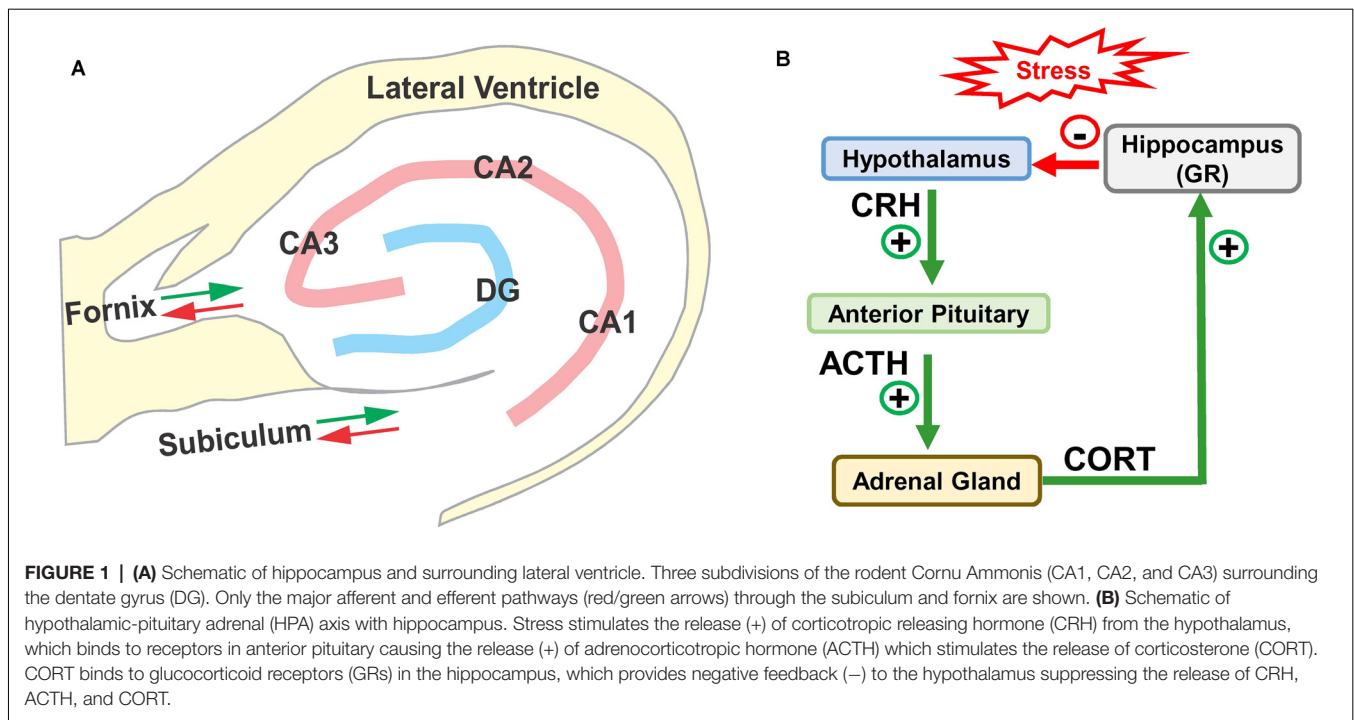 A
Lateral Ventricle
CA2
CA3
DG
Fornix
CA1
Subiculum
B
Stress
-
Hypothalamus
Hippocampus
(GR)
CRH
+
+
Anterior Pituitary
ACTH
+
CORT
Adrenal Gland
FIGURE 1 | (A) Schematic of hippocampus and surrounding lateral ventricle. Three subdivisions of the rodent Cornu Ammonis (CA1, CA2, and CA3) surrounding
the dentate gyrus (DG). Only the major afferent and efferent pathways (red/green arrows) through the subiculum and fornix are shown. (B) Schematic of
hypothalamic-pituitary adrenal (HPA) axis with hippocampus. Stress stimulates the release (+) of corticotropic releasing hormone (CRH) from the hypothalamus,
which binds to receptors in anterior pituitary causing the release (+) of adrenocorticotropic hormone (ACTH) which stimulates the release of corticosterone (CORT).
CORT binds to glucocorticoid receptors (GRs) in the hippocampus, which provides negative feedback (−) to the hypothalamus suppressing the release of CRH,
ACTH, and CORT.